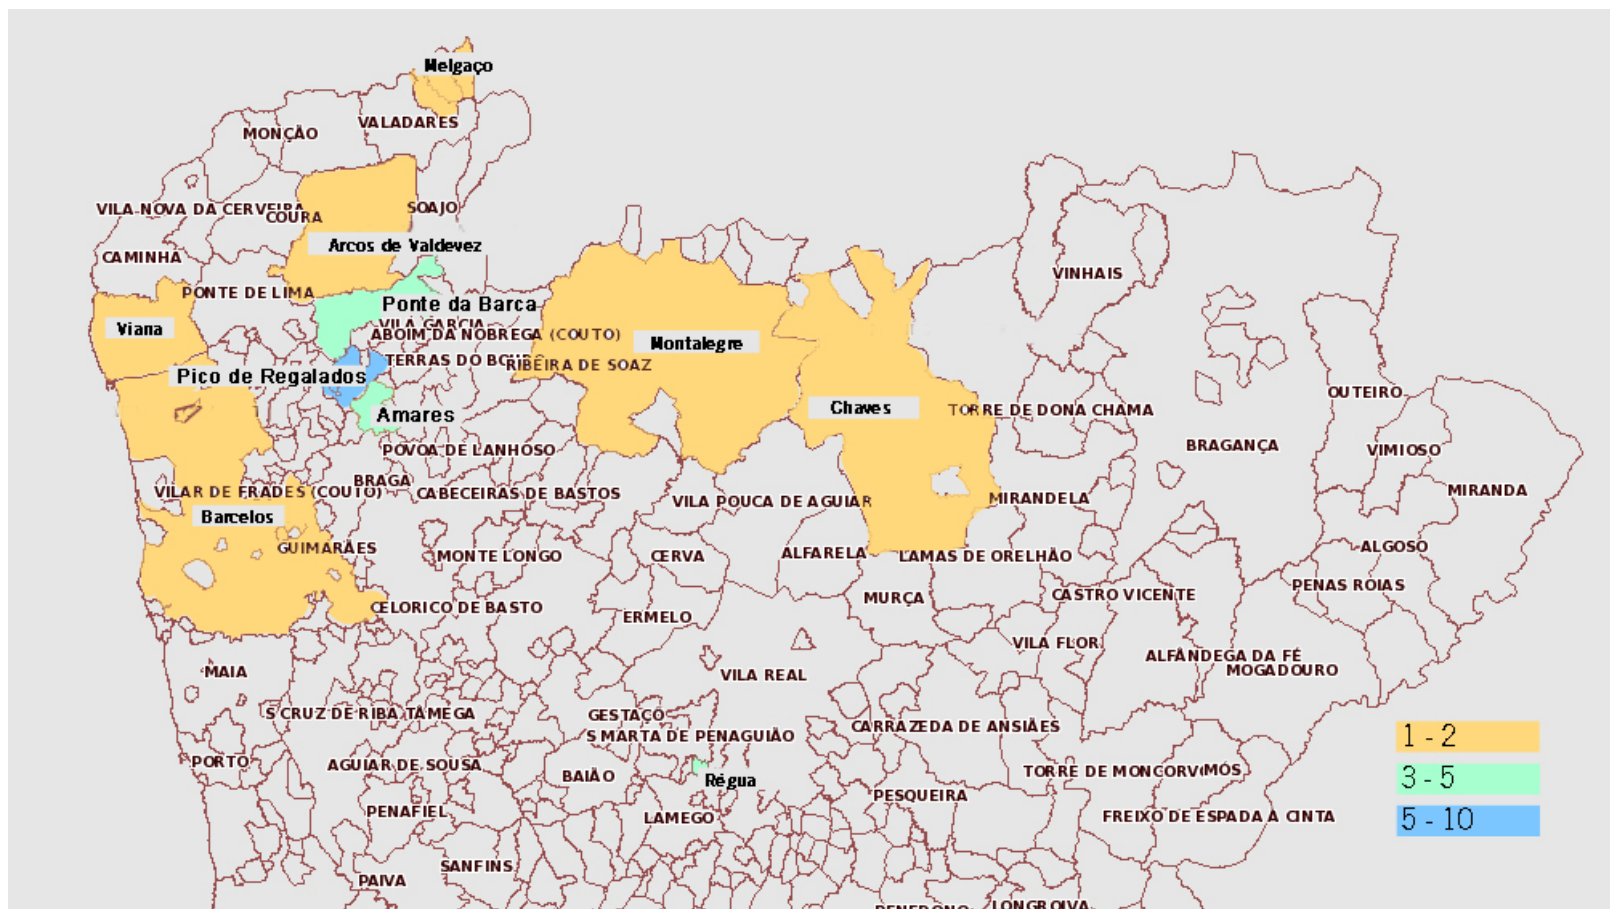 Melgaço
VALADARES
MONÇÃO
VILA NOVA DA CERVEIRA
COURA
SOAJO
Arcos de Valdevez
CAMINHA
VINHAIS
PONTE DE LIMA
Ponte da Barca
VILA GARCIA
Viana
ABOIM DA NOBREGA (COUTO)
Montalegre
TERRAS DO BOURO
RIBEIRA DE SOAZ
Pico de Regalados
OUTEIRO
Chaves
TORRE DE DONA CHAMA
Amares
BRAGANÇA
VIMIOSO
POVOA DE LANHOSO
BRAGA
VILAR DE FRADES (COUTO)
CABECEIRAS DE BASTOS
VILA POUCA DE AGUIAR
MIRANDELA
MIRANDA
Barcelos
GUIMARÃES
MONTE LONGO
CERVA
ALFARELA
LAMAS DE ORELHÃO
ALGOSO
PENAS ROIAS
CASTRO VICENTE
MURÇA
CELORICO DE BASTO
ERMELO
VILA FLOR
ALFÂNDEGA DA FÉ
MOGADOURO
MAIA
VILA REAL
S CRUZ DE RIBA TÂMEGA
GESTAÇO
CARRAZEDA DE ANSIÃES
S MARTA DE PENAGUIÃO
1 - 2
PORTO
AGUIAR DE SOUSA
BAIÃO
Régua
TORRE DE MONCORVO
MÓS
3 - 5
PESQUEIRA
PENAFIEL
LAMEGO
FREIXO DE ESPADA À CINTA
5 - 10
SANFINS
PAIVA
PENEDONO
LONGROIVA